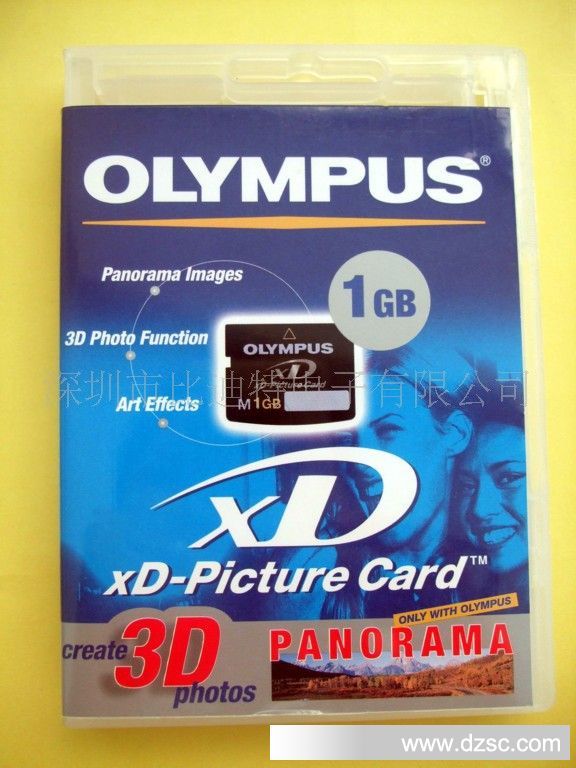 OLYMPUS®
Panorama Images
1GB
3D Photo Function
OLYMPUS
xD
xD-Picture Card
M 1GB
深圳市比迪特电子有限公司
Art Effects
xD
xD-Picture Card™
ONLY WITH OLYMPUS
create 3D photos
PANORAMA
www.dzsc.com